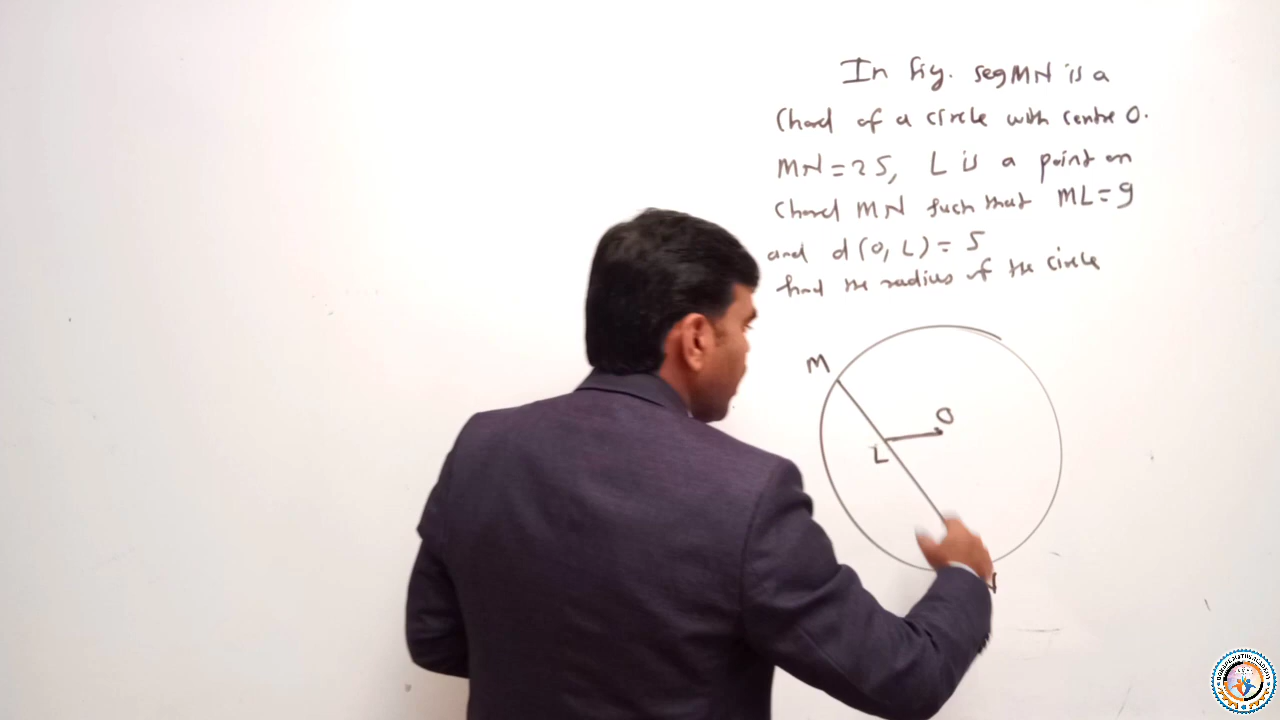 In fig. seg MN is a
Chord of a circle with centre O.
MN = 25, L is a point on
Chord MN such that ML = 9
and d(O, L) = 5
find the radius of the circle
M
O
L
N